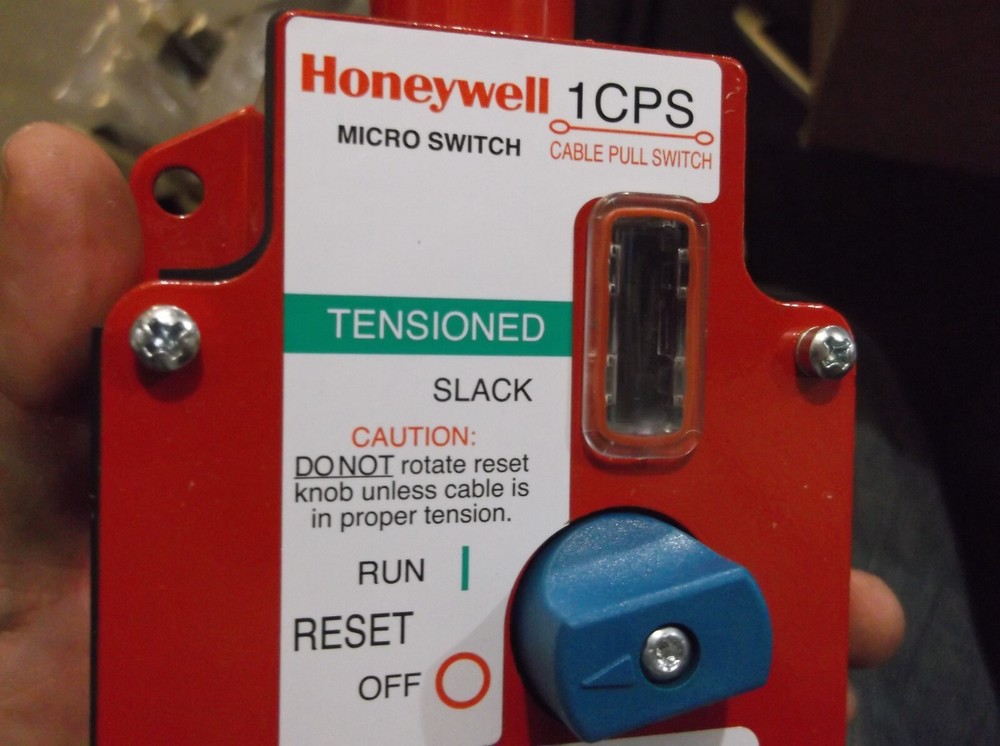 Honeywell 1CPS
MICRO SWITCH CABLE PULL SWITCH
TENSIONED
SLACK
CAUTION:
DO NOT rotate reset
knob unless cable is
in proper tension.
RUN
RESET
OFF